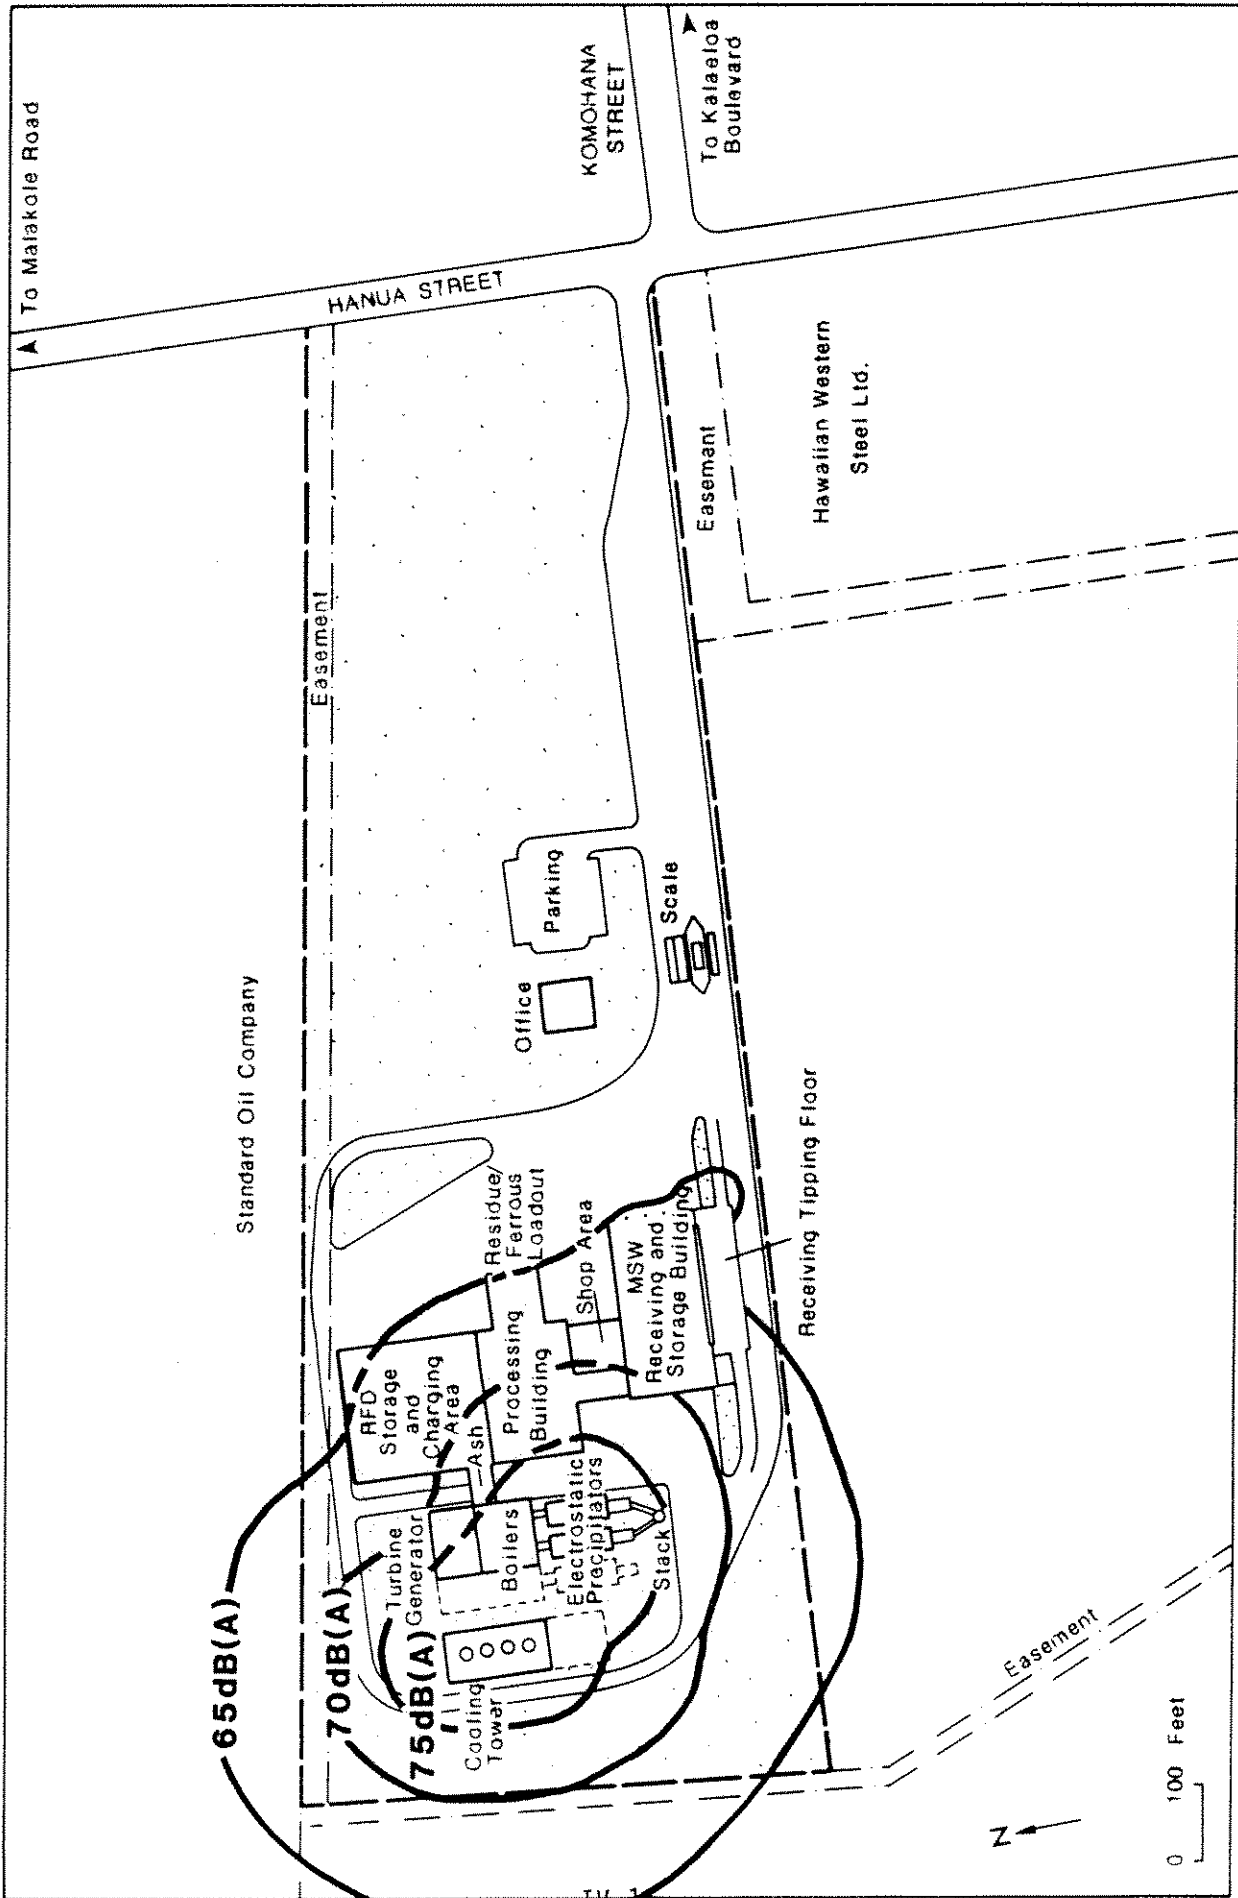 To Malakole Road
KOMOHANA
STREET
To Kalaeloa
Boulevard
HANUA STREET
Standard Oil Company
Easement
Easemant
Hawaiian Western
Steel Ltd.
Parking
Office
Scale
Receiving Tipping Floor
Residue/
Ferrous
Loadout
Shop Area
MSW
Receiving and
Storage Building
Processing
Building
RFD
Storage
and
Charging
Area
Ash
Electrostatic
Precipitators
Boilers
Stack
Turbine
Generator
Cooling
Tower
65dB(A)
70dB(A)
75dB(A)
Easement
N
0 100 Feet